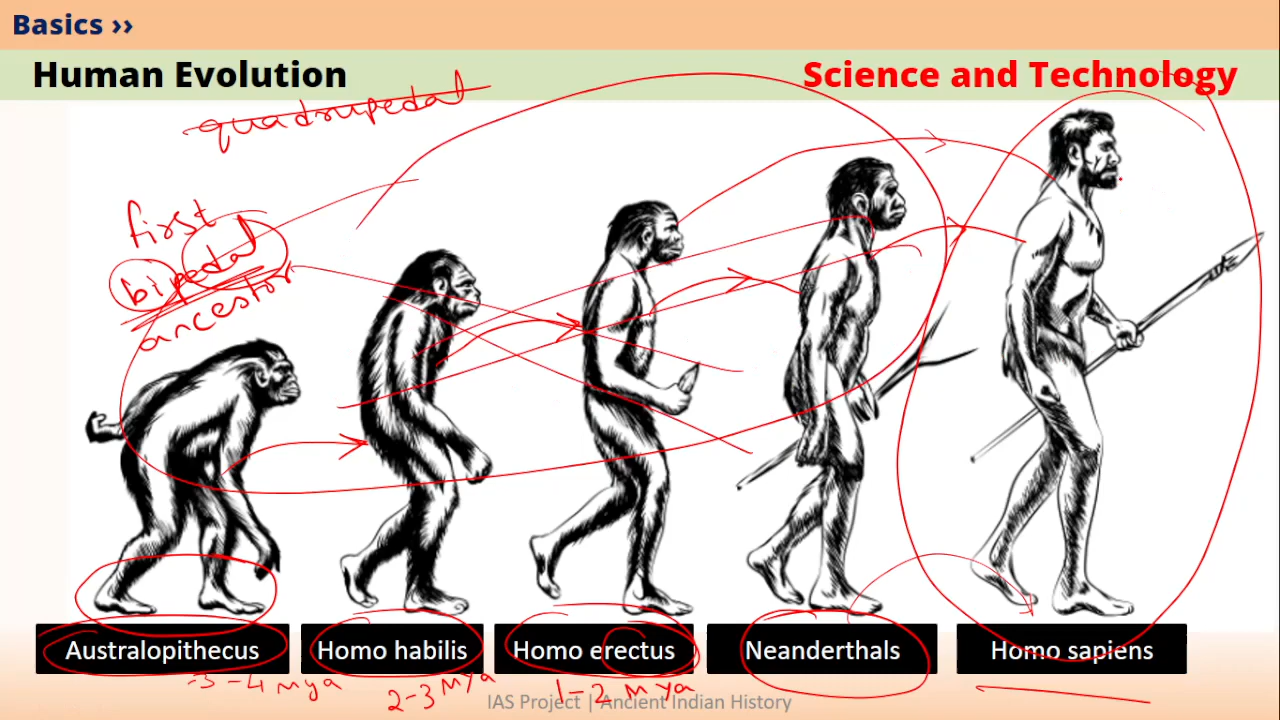 Basics ››
Human Evolution
Science and Technology
quadrupedal
first
bipedal
ancestor
Australopithecus
Homo habilis
Homo erectus
Neanderthals
Homo sapiens
3-4 mya
2-3 mya
1-2 mya
IAS Project | Ancient Indian History